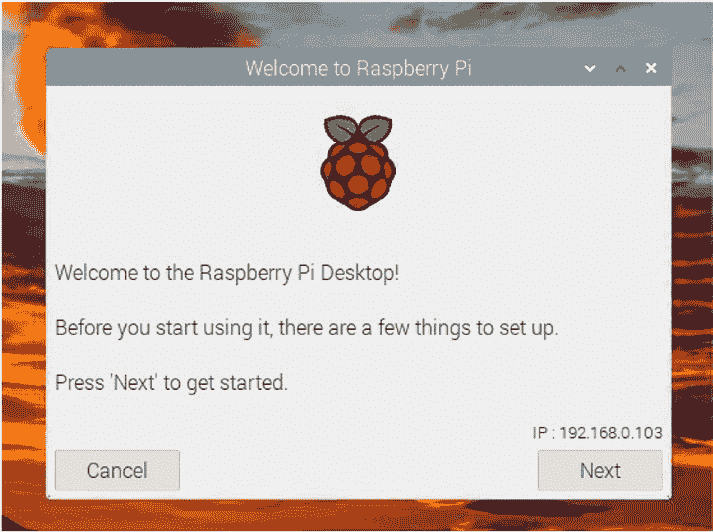 Welcome to Raspberry Pi
Welcome to the Raspberry Pi Desktop!
Before you start using it, there are a few things to set up.
Press 'Next' to get started.
IP : 192.168.0.103
Cancel
Next